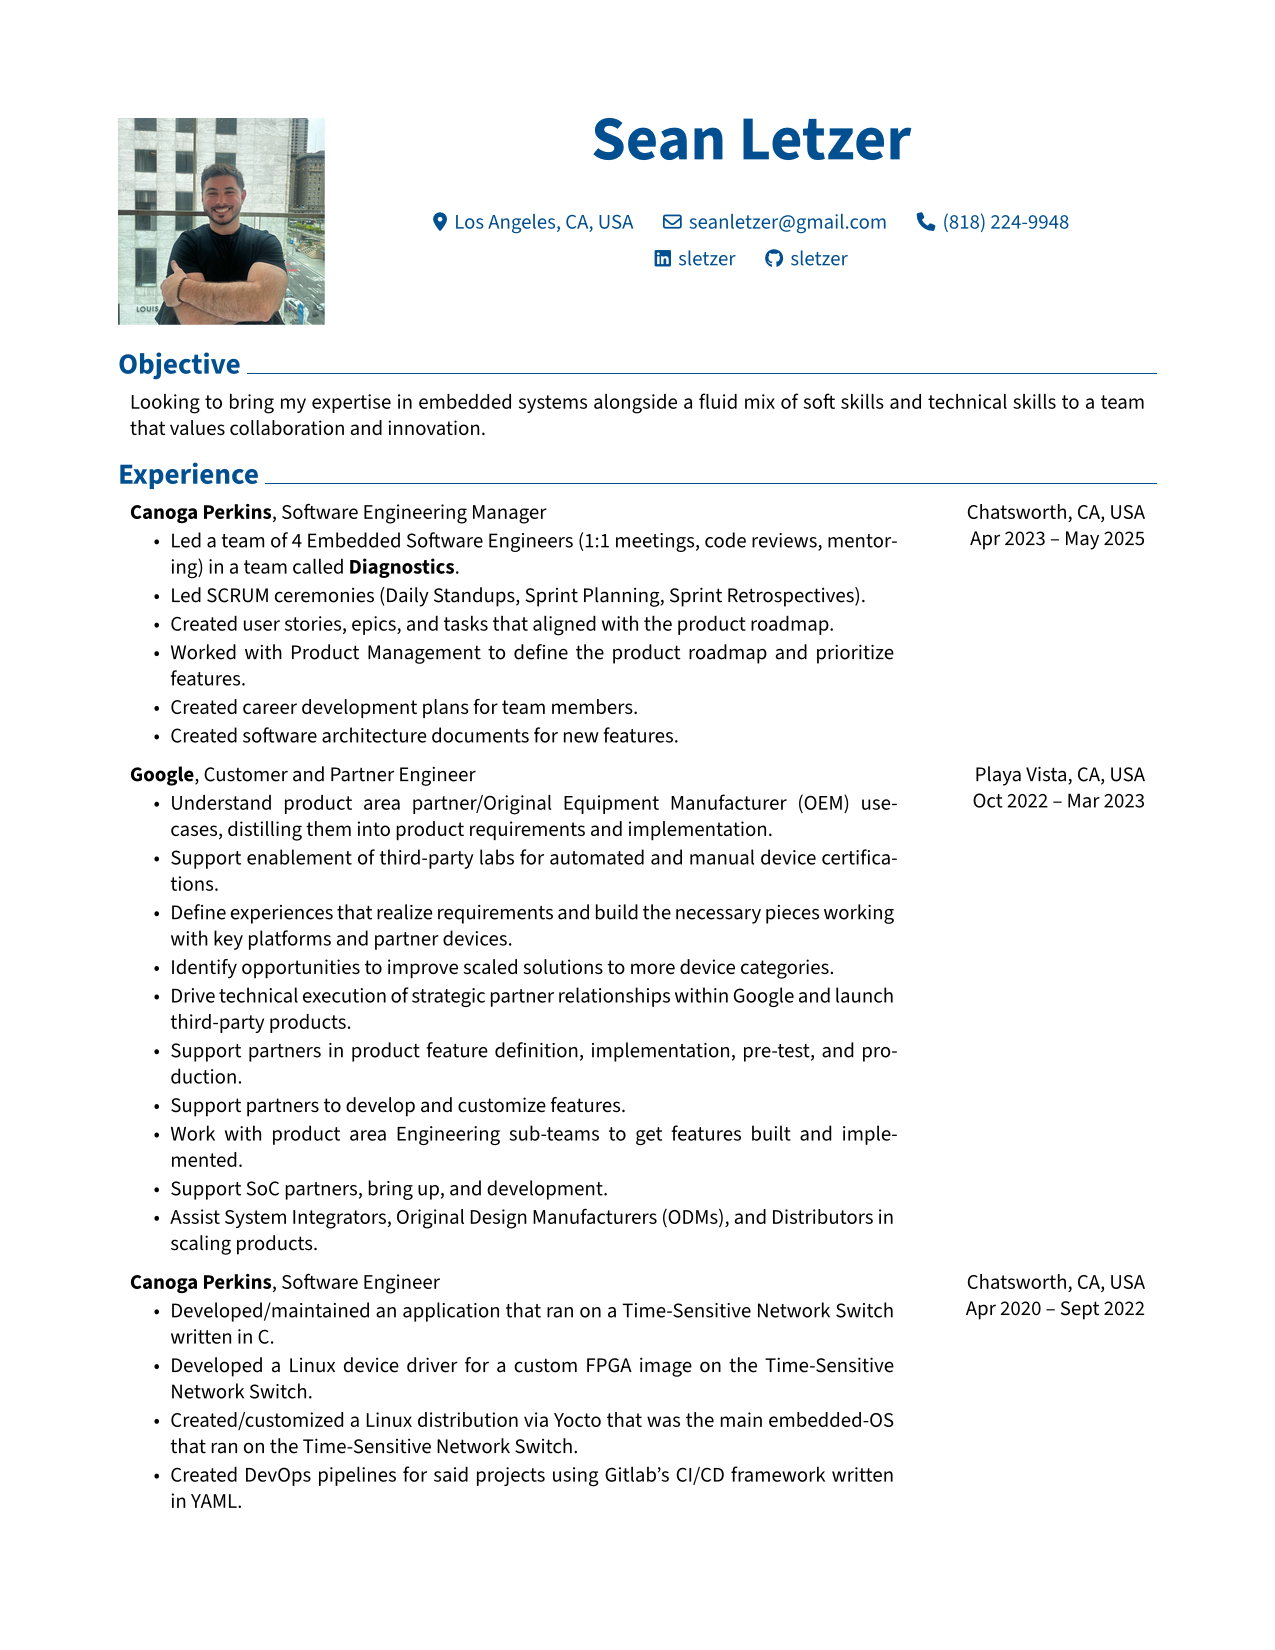 Sean Letzer
Los Angeles, CA, USA seanletzer@gmail.com (818) 224-9948
sletzer sletzer
LOUIS
Objective
Looking to bring my expertise in embedded systems alongside a fluid mix of soft skills and technical skills to a team
that values collaboration and innovation.
Experience
Canoga Perkins, Software Engineering Manager Chatsworth, CA, USA
Apr 2023 – May 2025
• Led a team of 4 Embedded Software Engineers (1:1 meetings, code reviews, mentor-
ing) in a team called Diagnostics.
• Led SCRUM ceremonies (Daily Standups, Sprint Planning, Sprint Retrospectives).
• Created user stories, epics, and tasks that aligned with the product roadmap.
• Worked with Product Management to define the product roadmap and prioritize
features.
• Created career development plans for team members.
• Created software architecture documents for new features.
Google, Customer and Partner Engineer Playa Vista, CA, USA
Oct 2022 – Mar 2023
• Understand product area partner/Original Equipment Manufacturer (OEM) use-
cases, distilling them into product requirements and implementation.
• Support enablement of third-party labs for automated and manual device certifica-
tions.
• Define experiences that realize requirements and build the necessary pieces working
with key platforms and partner devices.
• Identify opportunities to improve scaled solutions to more device categories.
• Drive technical execution of strategic partner relationships within Google and launch
third-party products.
• Support partners in product feature definition, implementation, pre-test, and pro-
duction.
• Support partners to develop and customize features.
• Work with product area Engineering sub-teams to get features built and imple-
mented.
• Support SoC partners, bring up, and development.
• Assist System Integrators, Original Design Manufacturers (ODMs), and Distributors in
scaling products.
Canoga Perkins, Software Engineer Chatsworth, CA, USA
Apr 2020 – Sept 2022
• Developed/maintained an application that ran on a Time-Sensitive Network Switch
written in C.
• Developed a Linux device driver for a custom FPGA image on the Time-Sensitive
Network Switch.
• Created/customized a Linux distribution via Yocto that was the main embedded-OS
that ran on the Time-Sensitive Network Switch.
• Created DevOps pipelines for said projects using Gitlab’s CI/CD framework written
in YAML.